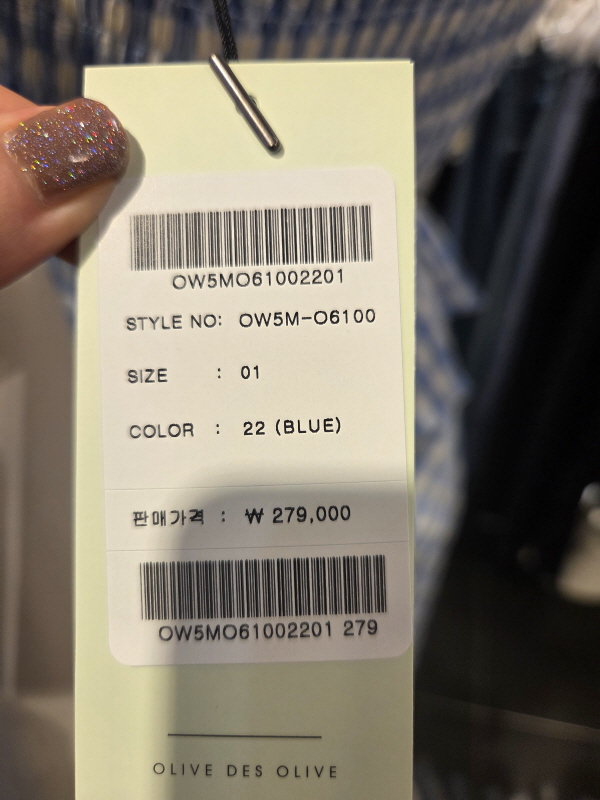 OW5MO61002201
STYLE NO: OW5M-O6100
SIZE : 01
COLOR : 22 (BLUE)
판매가격 : ₩ 279,000
OW5MO61002201 279
OLIVE DES OLIVE